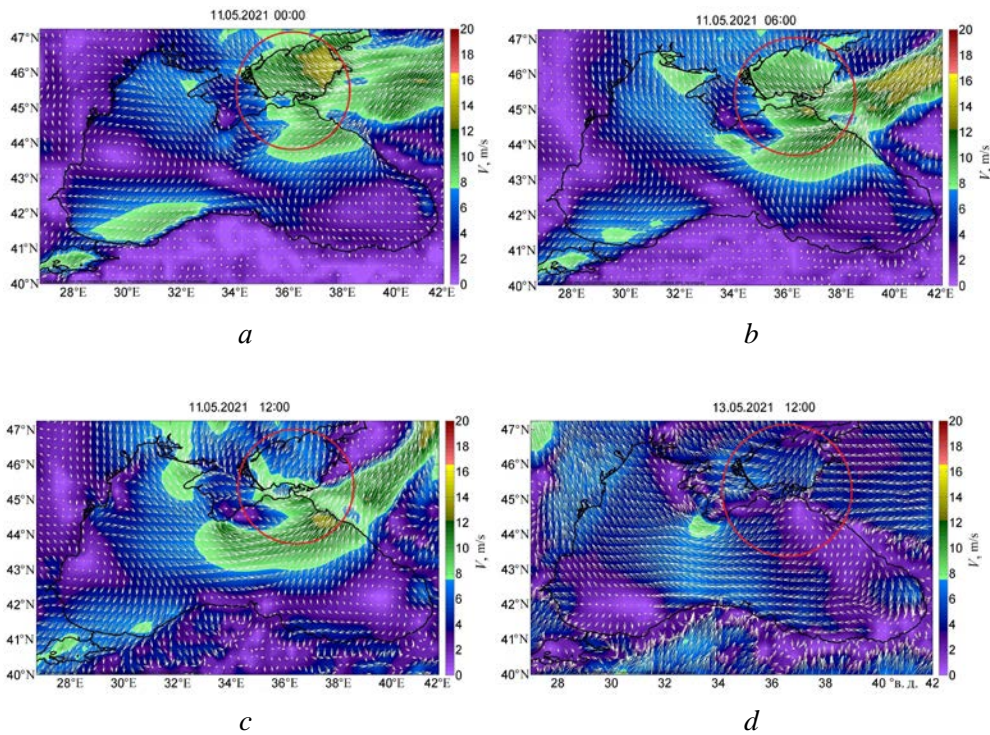 11.05.2021 00:00
47°N
46°N
45°N
44°N
43°N
42°N
41°N
40°N
28°E 30°E 32°E 34°E 36°E 38°E 40°E 42°E
20
18
16
14
12
10
8
6
4
2
0
V, m/s
a
11.05.2021 06:00
47°N
46°N
45°N
44°N
43°N
42°N
41°N
40°N
28°E 30°E 32°E 34°E 36°E 38°E 40°E 42°E
20
18
16
14
12
10
8
6
4
2
0
V, m/s
b
11.05.2021 12:00
47°N
46°N
45°N
44°N
43°N
42°N
41°N
40°N
28°E 30°E 32°E 34°E 36°E 38°E 40°E 42°E
20
18
16
14
12
10
8
6
4
2
0
V, m/s
c
13.05.2021 12:00
47°N
46°N
45°N
44°N
43°N
42°N
41°N
40°N
28 30 32 34 36 38 40 °в. д. 42
20
18
16
14
12
10
8
6
4
2
0
V, m/s
d